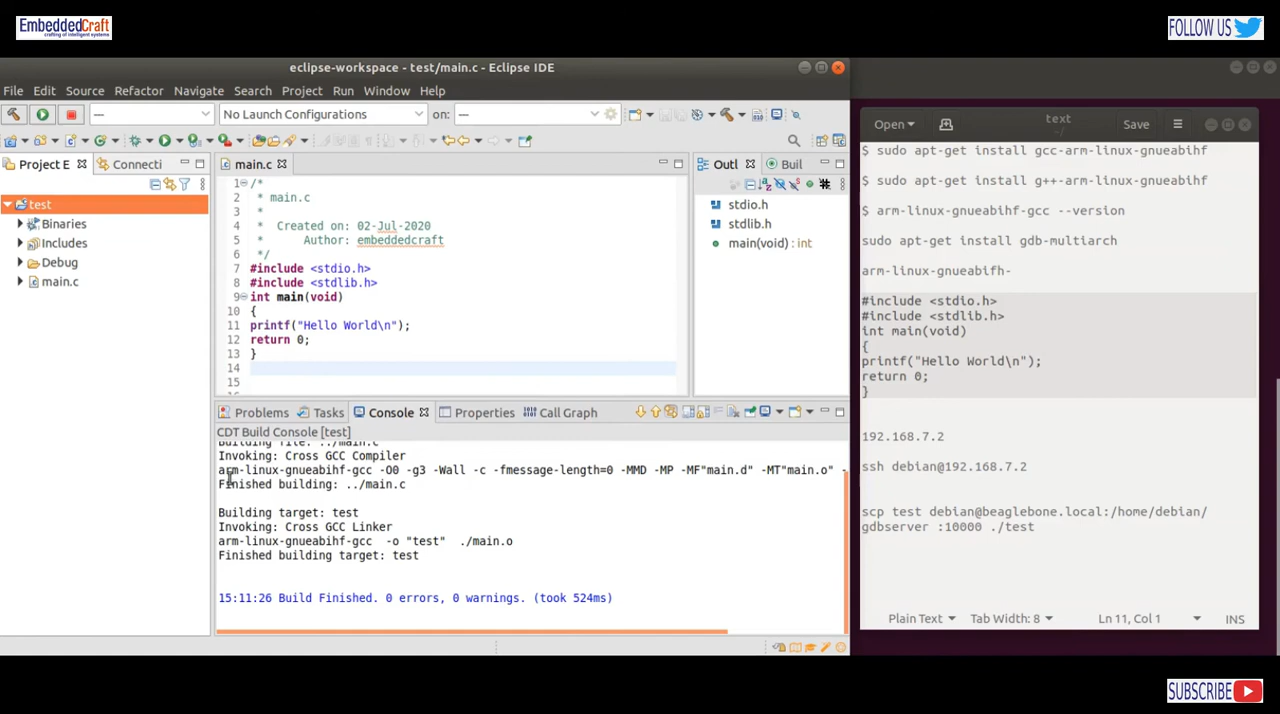 EmbeddedCraft
crafting of intelligent systems
FOLLOW US
eclipse-workspace - test/main.c - Eclipse IDE
File Edit Source Refactor Navigate Search Project Run Window Help
— No Launch Configurations on: —
Project E Connecti
test
Binaries
Includes
Debug
main.c
main.c
1 /*
2 * main.c
3 *
4 * Created on: 02-Jul-2020
5 * Author: embeddedcraft
6 */
7 #include <stdio.h>
8 #include <stdlib.h>
9 int main(void)
10 {
11 printf("Hello World\n");
12 return 0;
13 }
14
15
Outl Buil
stdio.h
stdlib.h
main(void) : int
Problems Tasks Console Properties Call Graph
CDT Build Console [test]
Building file: ../main.c
Invoking: Cross GCC Compiler
arm-linux-gnueabihf-gcc -O0 -g3 -Wall -c -fmessage-length=0 -MMD -MP -MF"main.d" -MT"main.o" -
Finished building: ../main.c
Building target: test
Invoking: Cross GCC Linker
arm-linux-gnueabihf-gcc -o "test" ./main.o
Finished building target: test
15:11:26 Build Finished. 0 errors, 0 warnings. (took 524ms)
Open text Save
~/
$ sudo apt-get install gcc-arm-linux-gnueabihf
$ sudo apt-get install g++-arm-linux-gnueabihf
$ arm-linux-gnueabihf-gcc --version
sudo apt-get install gdb-multiarch
arm-linux-gnueabifh-
#include <stdio.h>
#include <stdlib.h>
int main(void)
{
printf("Hello World\n");
return 0;
}
192.168.7.2
ssh debian@192.168.7.2
scp test debian@beaglebone.local:/home/debian/
gdbserver :10000 ./test
Plain Text Tab Width: 8 Ln 11, Col 1 INS
SUBSCRIBE